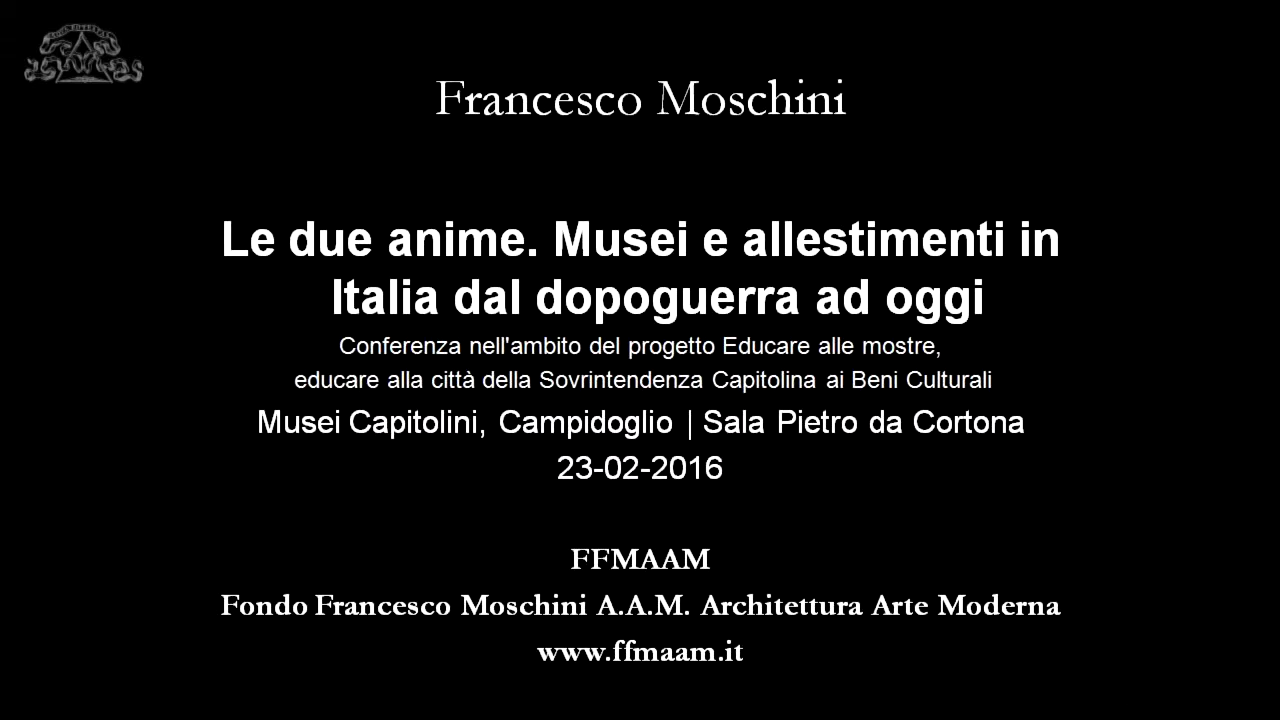 Francesco Moschini
Le due anime. Musei e allestimenti in
Italia dal dopoguerra ad oggi
Conferenza nell'ambito del progetto Educare alle mostre,
educare alla città della Sovrintendenza Capitolina ai Beni Culturali
Musei Capitolini, Campidoglio | Sala Pietro da Cortona
23-02-2016
FFMAAM
Fondo Francesco Moschini A.A.M. Architettura Arte Moderna
www.ffmaam.it